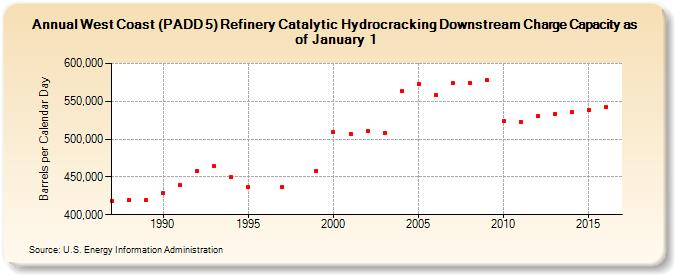 Annual West Coast (PADD 5) Refinery Catalytic Hydrocracking Downstream Charge Capacity as
of January 1
Barrels per Calendar Day
600,000
550,000
500,000
450,000
400,000
1990 1995 2000 2005 2010 2015
Source: U.S. Energy Information Administration